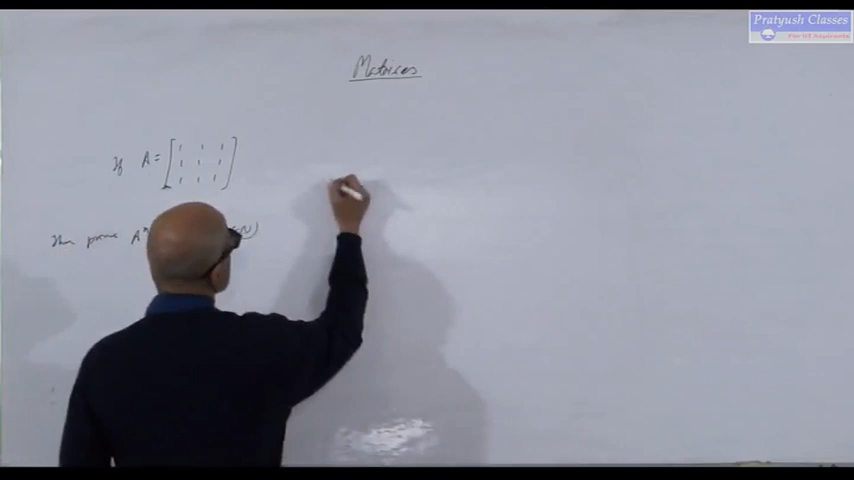 Pratyush Classes
Matrices
If A = [ 1 1 1
1 1 1
1 1 1 ]
Then prove A^n